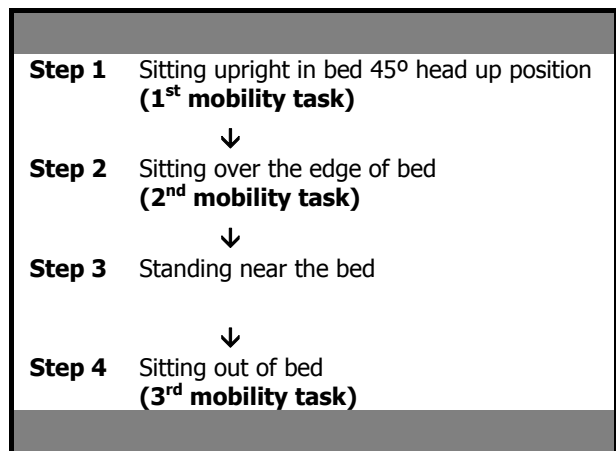 Step 1 Sitting upright in bed 45º head up position
(1st mobility task)
↓
Step 2 Sitting over the edge of bed
(2nd mobility task)
↓
Step 3 Standing near the bed
↓
Step 4 Sitting out of bed
(3rd mobility task)